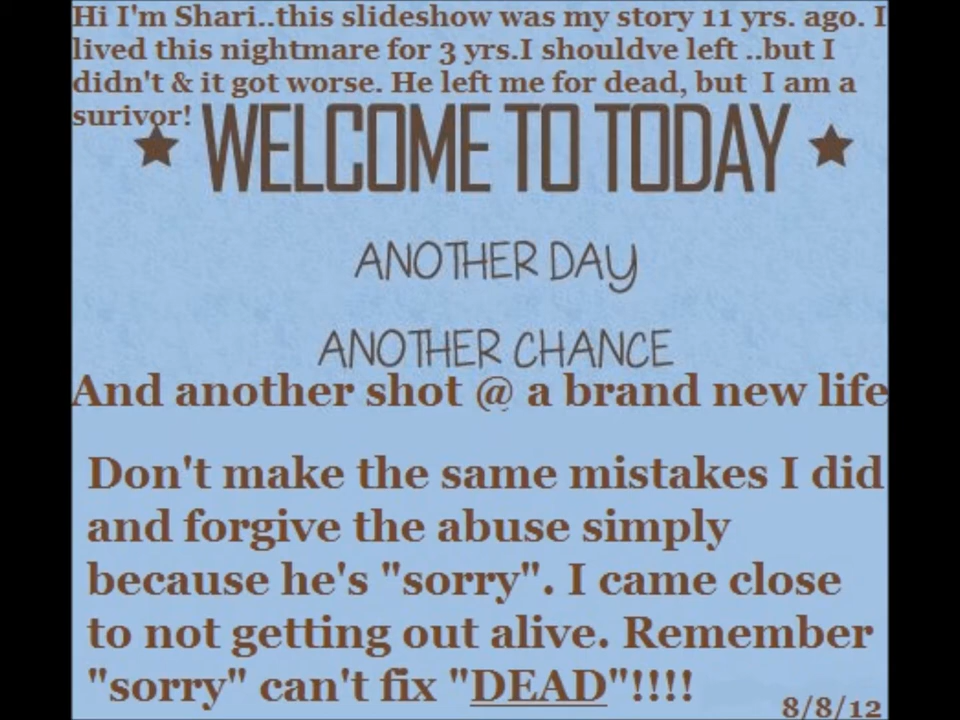 Hi I'm Shari..this slideshow was my story 11 yrs. ago. I
lived this nightmare for 3 yrs.I shouldve left ..but I
didn't & it got worse. He left me for dead, but  I am a
surivor!
WELCOME TO TODAY
ANOTHER DAY
ANOTHER CHANCE
And another shot @ a brand new life
Don't make the same mistakes I did
and forgive the abuse simply
because he's "sorry". I came close
to not getting out alive. Remember
"sorry" can't fix "DEAD"!!!!
8/8/12